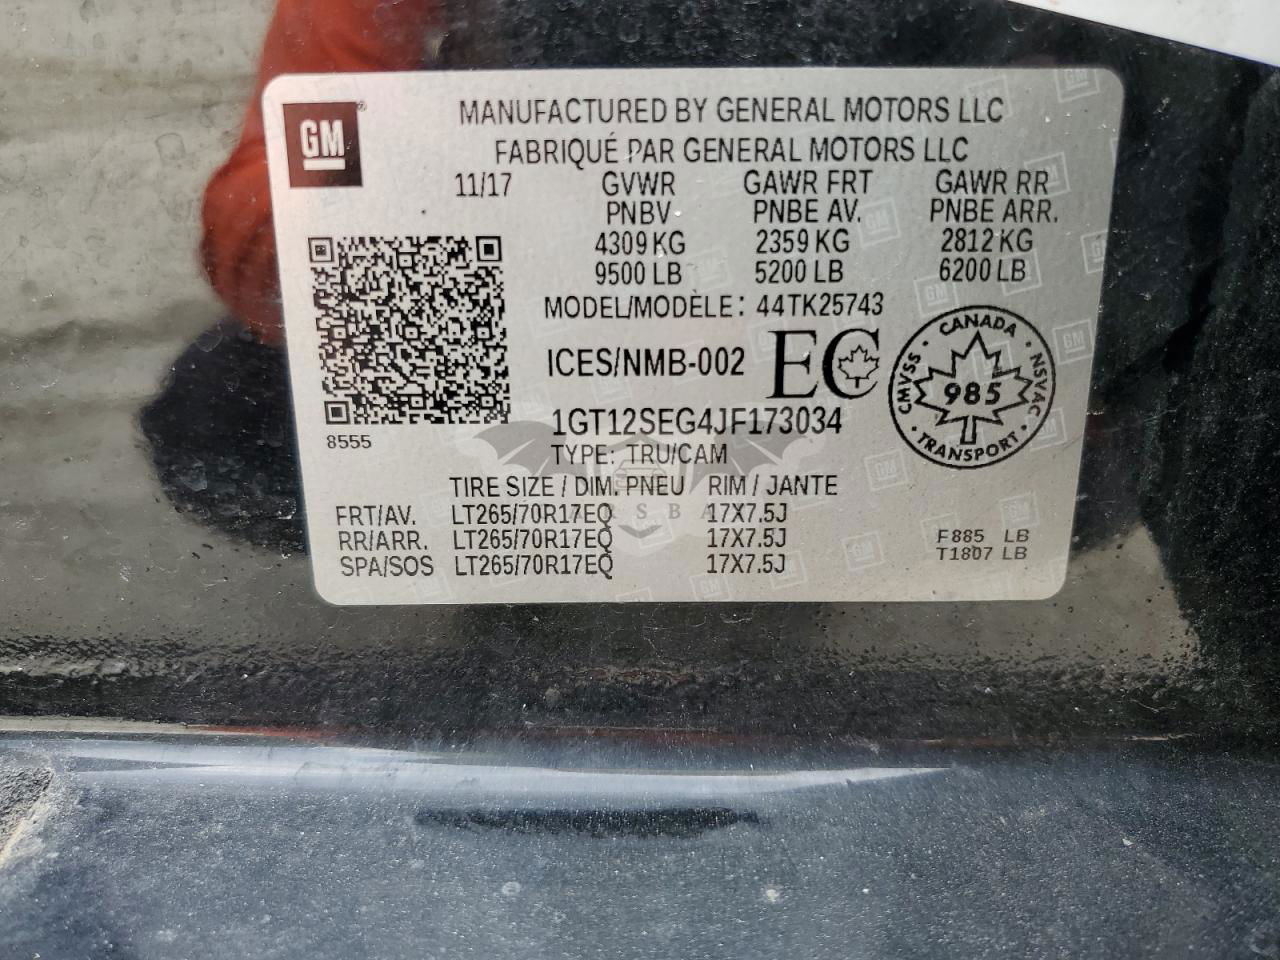 GM
MANUFACTURED BY GENERAL MOTORS LLC
FABRIQUÉ PAR GENERAL MOTORS LLC
11/17 GVWR GAWR FRT GAWR RR
PNBV PNBE AV. PNBE ARR.
4309 KG 2359 KG 2812 KG
9500 LB 5200 LB 6200 LB
MODEL/MODÈLE: 44TK25743
ICES/NMB-002 EC
CANADA
CMVSS 985 NSVAC
TRANSPORT
1GT12SEG4JF173034
8555
TYPE: TRU/CAM
TIRE SIZE / DIM. PNEU RIM / JANTE
FRT/AV. LT265/70R17EQ 17X7.5J
RR/ARR. LT265/70R17EQ 17X7.5J
SPA/SOS LT265/70R17EQ 17X7.5J
F885 LB
T1807 LB